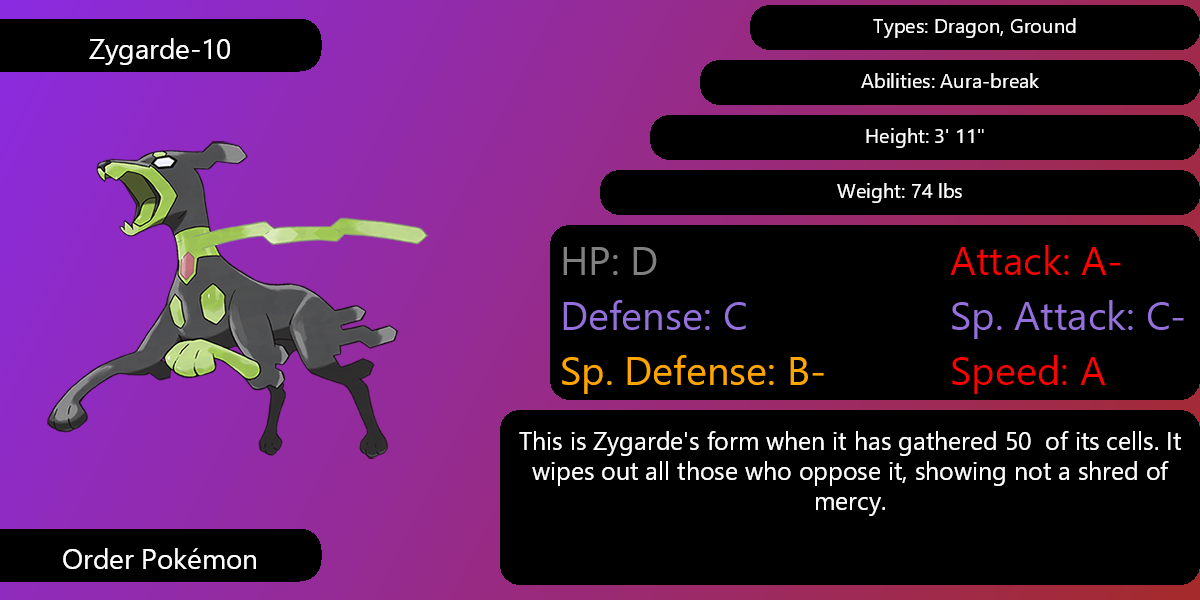 Zygarde-10
Types: Dragon, Ground
Abilities: Aura-break
Height: 3' 11"
Weight: 74 lbs
HP: D
Attack: A-
Defense: C
Sp. Attack: C-
Sp. Defense: B-
Speed: A
This is Zygarde's form when it has gathered 50  of its cells. It
wipes out all those who oppose it, showing not a shred of
mercy.
Order Pokémon